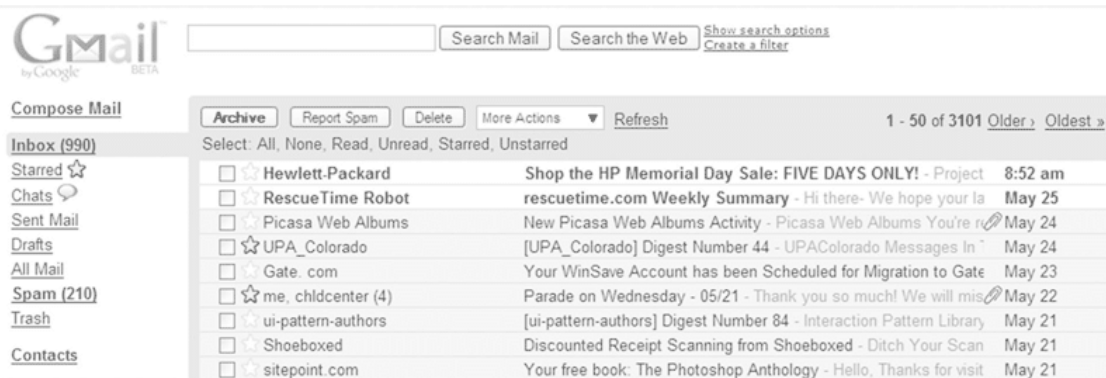 GMail™
by Google BETA
Search Mail Search the Web Show search options
Create a filter
Compose Mail
Inbox (990)
Starred
Chats
Sent Mail
Drafts
All Mail
Spam (210)
Trash
Contacts
Archive Report Spam Delete More Actions Refresh 1 - 50 of 3101 Older › Oldest »
Select: All, None, Read, Unread, Starred, Unstarred
Hewlett-Packard Shop the HP Memorial Day Sale: FIVE DAYS ONLY! - Project 8:52 am
RescueTime Robot rescuetime.com Weekly Summary - Hi there- We hope your la May 25
Picasa Web Albums New Picasa Web Albums Activity - Picasa Web Albums You're r May 24
UPA_Colorado [UPA_Colorado] Digest Number 44 - UPAColorado Messages In May 24
Gate. com Your WinSave Account has been Scheduled for Migration to Gate May 23
me, chldcenter (4) Parade on Wednesday - 05/21 - Thank you so much! We will mis May 22
ui-pattern-authors [ui-pattern-authors] Digest Number 84 - Interaction Pattern Library May 21
Shoeboxed Discounted Receipt Scanning from Shoeboxed - Ditch Your Scan May 21
sitepoint.com Your free book: The Photoshop Anthology - Hello, Thanks for visit May 21